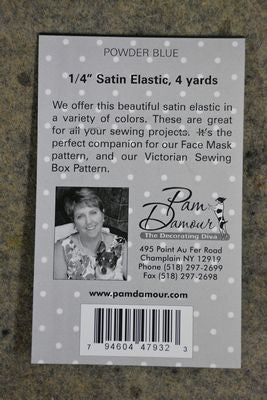 POWDER BLUE
1/4” Satin Elastic, 4 yards
We offer this beautiful satin elastic in
a variety of colors. These are great
for all your sewing projects. It’s the
perfect companion for our Face Mask
pattern, and our Victorian Sewing
Box Pattern.
Pam
Damour
The Decorating Diva
495 Point Au Fer Road
Champlain NY 12919
Phone (518) 297-2699
Fax (518) 297-2698
www.pamdamour.com
7 94604 47932 3